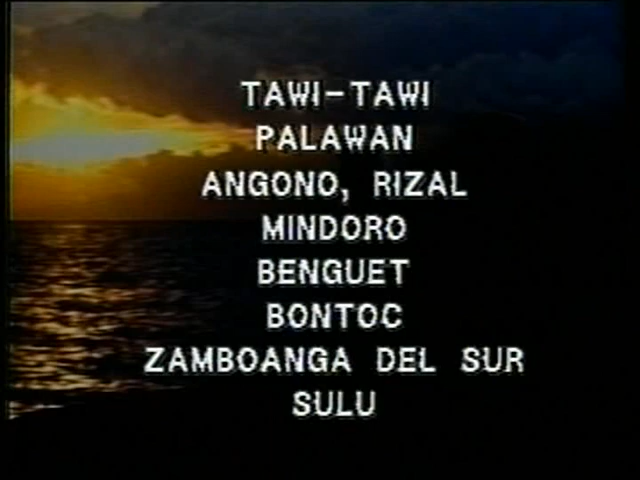 TAWI-TAWI
PALAWAN
ANGONO, RIZAL
MINDORO
BENGUET
BONTOC
ZAMBOANGA DEL SUR
SULU